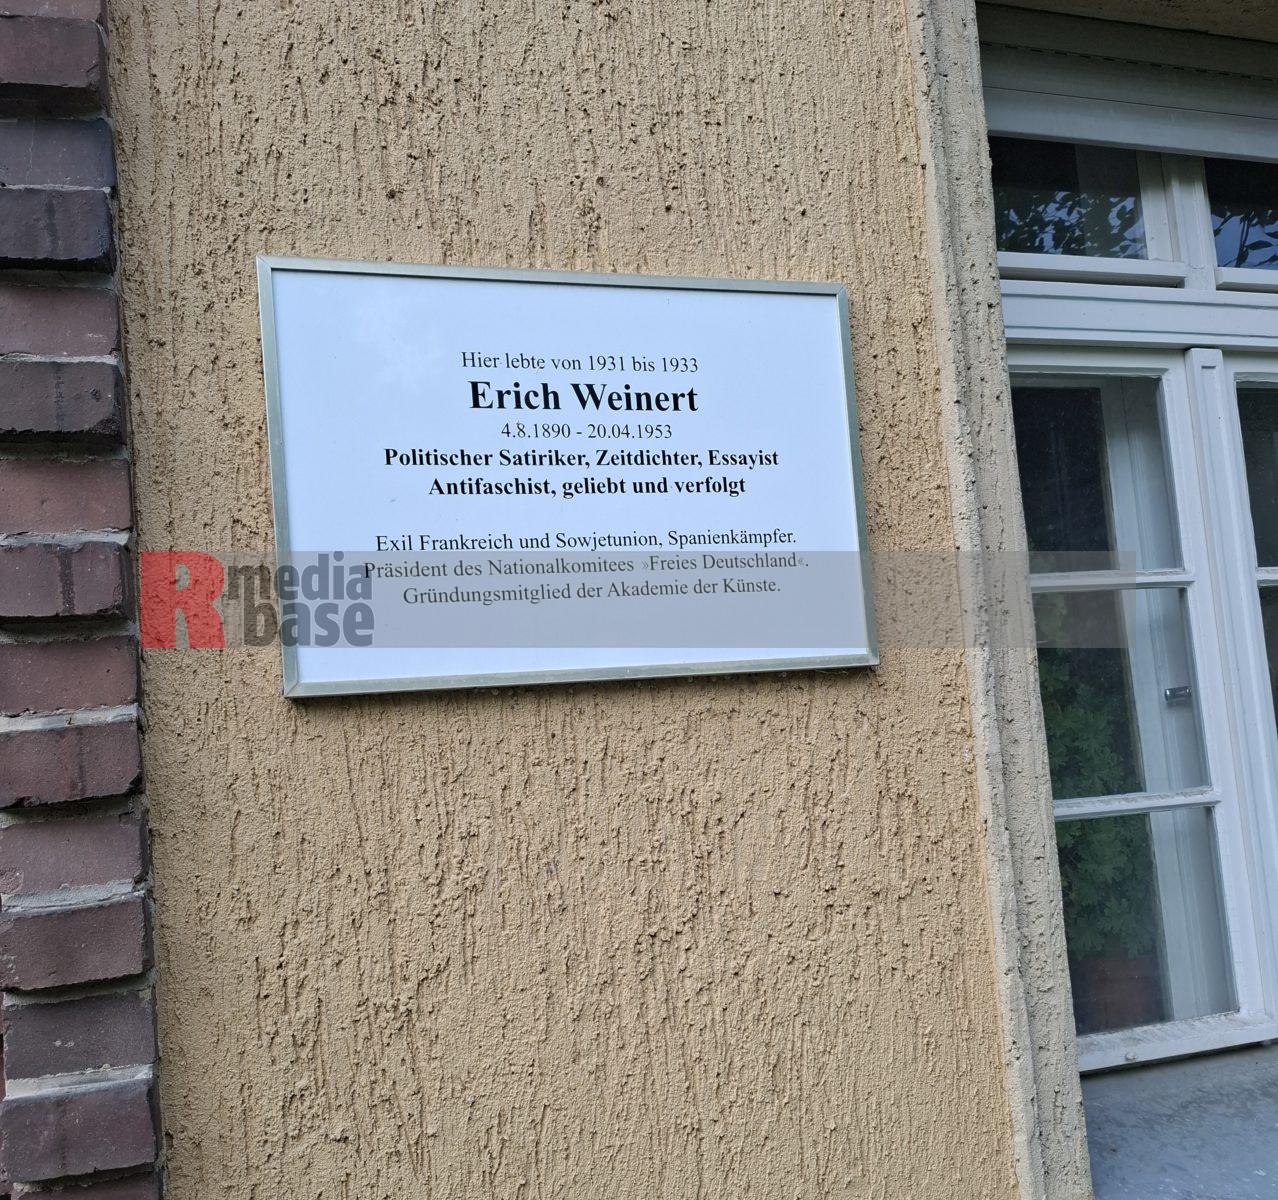 Hier lebte von 1931 bis 1933
Erich Weinert
4.8.1890 - 20.04.1953
Politischer Satiriker, Zeitdichter, Essayist
Antifaschist, geliebt und verfolgt
Exil Frankreich und Sowjetunion, Spanienkämpfer.
Präsident des Nationalkomitees »Freies Deutschland«.
Gründungsmitglied der Akademie der Künste.
R media
base